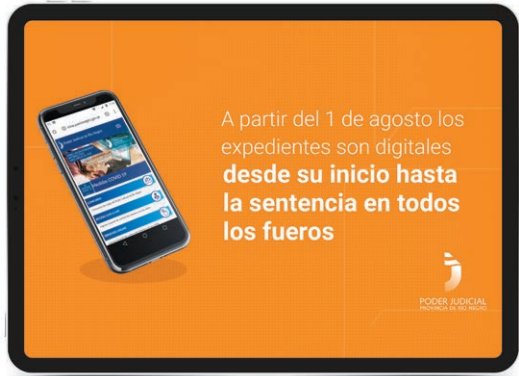 A partir del 1 de agosto los
expedientes son digitales
desde su inicio hasta
la sentencia en todos
los fueros
PODER JUDICIAL
PROVINCIA DE RÍO NEGRO